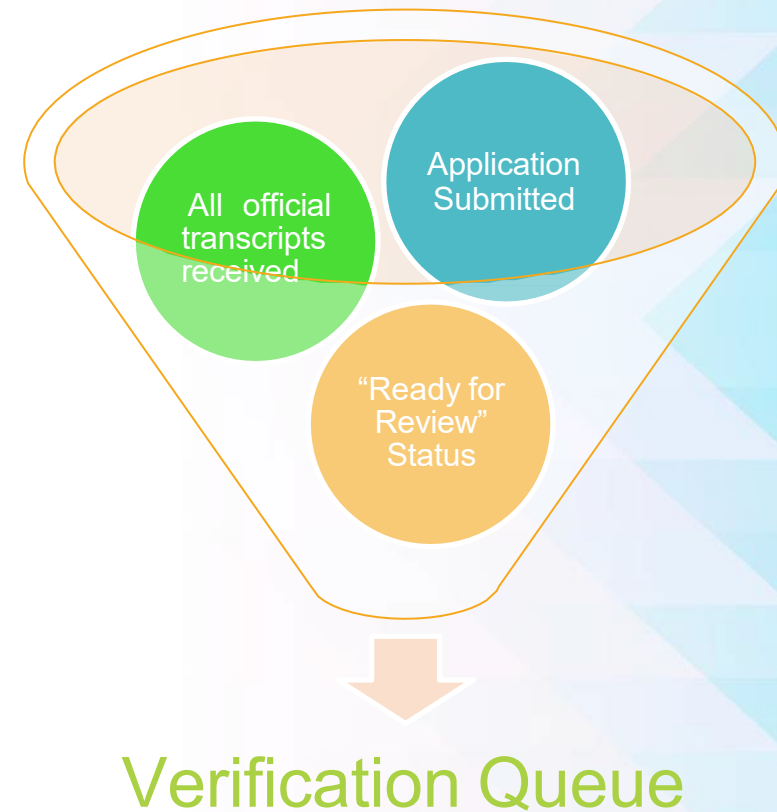 Application
Submitted
All official
transcripts
received
“Ready for
Review”
Status
Verification Queue